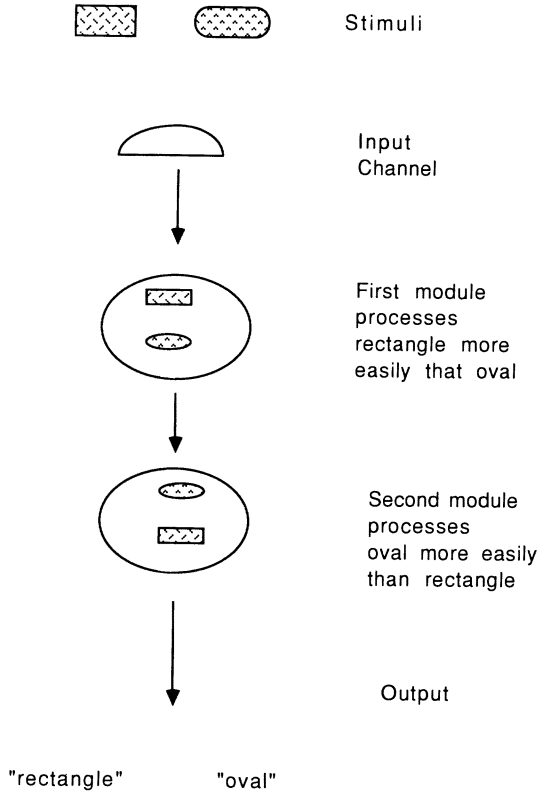 Stimuli
Input
Channel
First module
processes
rectangle more
easily that oval
Second module
processes
oval more easily
than rectangle
Output
"rectangle" "oval"